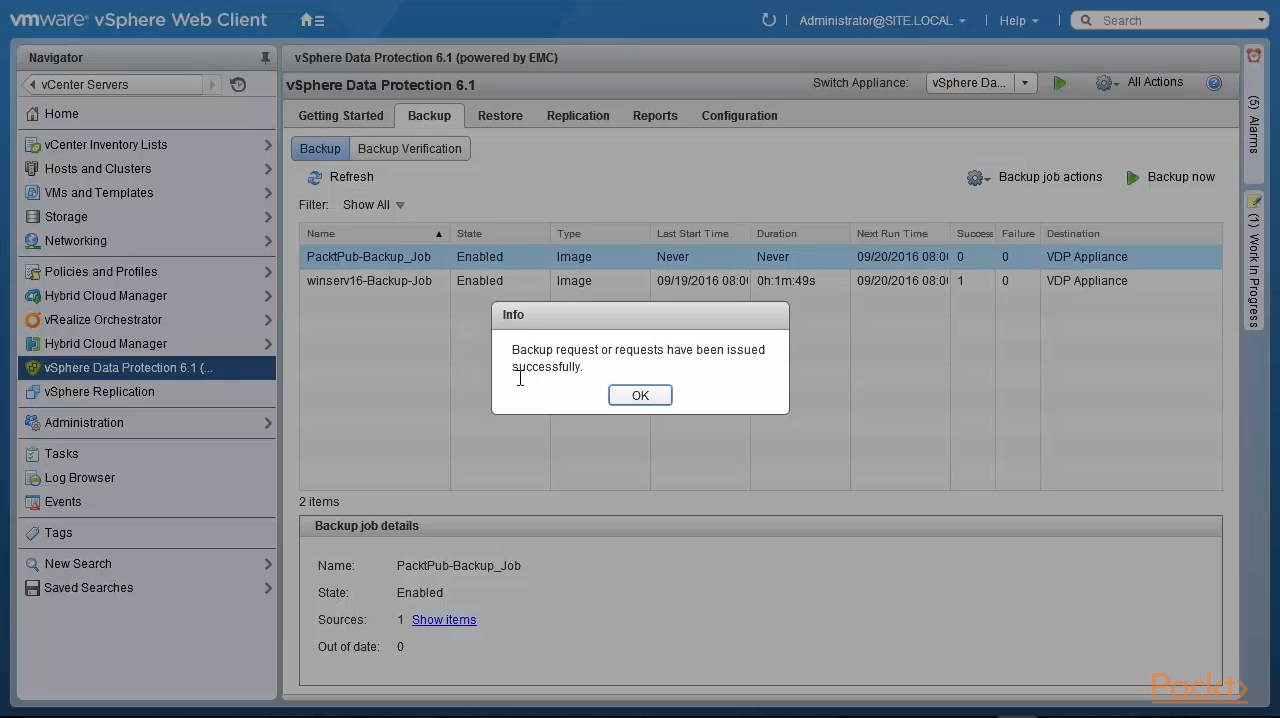 vmware® vSphere Web Client
Administrator@SITE.LOCAL
Help
Search
Navigator
vCenter Servers
Home
vCenter Inventory Lists
Hosts and Clusters
VMs and Templates
Storage
Networking
Policies and Profiles
Hybrid Cloud Manager
vRealize Orchestrator
Hybrid Cloud Manager
vSphere Data Protection 6.1 (...
vSphere Replication
Administration
Tasks
Log Browser
Events
Tags
New Search
Saved Searches
vSphere Data Protection 6.1 (powered by EMC)
vSphere Data Protection 6.1
Switch Appliance: vSphere Da... All Actions
Getting Started Backup Restore Replication Reports Configuration
Backup Backup Verification
Refresh Backup job actions Backup now
Filter: Show All
Name State Type Last Start Time Duration Next Run Time Success Failure Destination
PacktPub-Backup_Job Enabled Image Never Never 09/20/2016 08:00 0 0 VDP Appliance
winserv16-Backup-Job Enabled Image 09/19/2016 08:00 0h:1m:49s 09/20/2016 08:00 1 0 VDP Appliance
Info
Backup request or requests have been issued
successfully.
OK
2 items
Backup job details
Name: PacktPub-Backup_Job
State: Enabled
Sources: 1 Show items
Out of date: 0
(5) Alarms
(1) Work In Progress
Packt